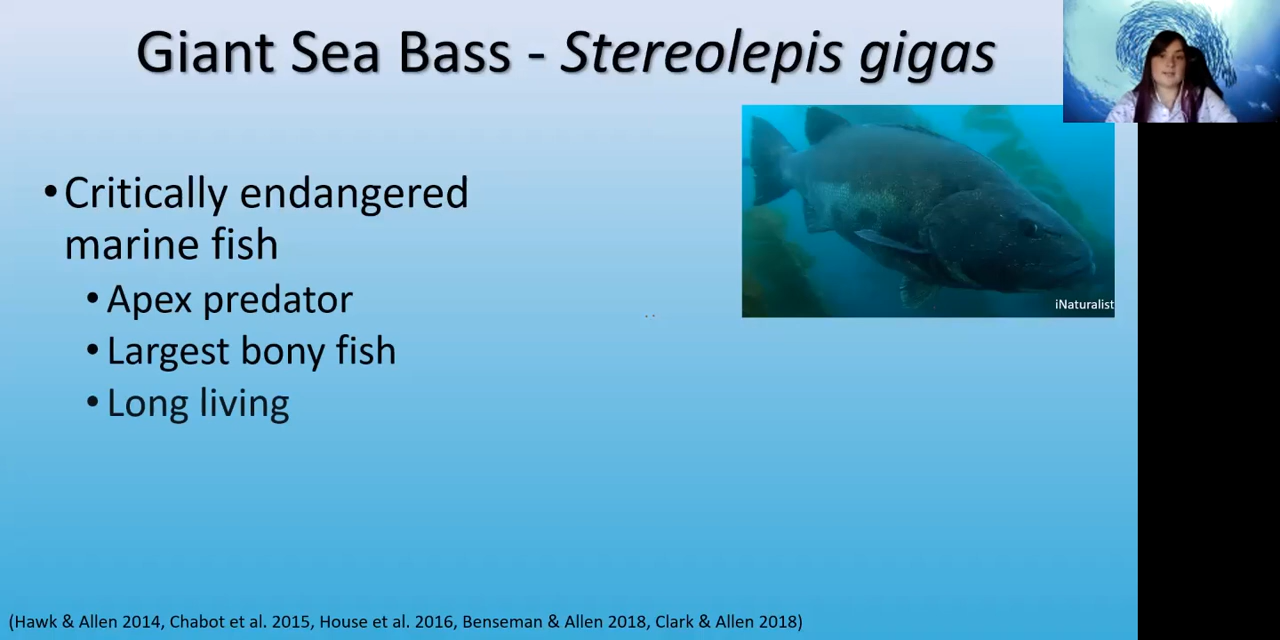 Giant Sea Bass - Stereolepis gigas
• Critically endangered
marine fish
• Apex predator
• Largest bony fish
• Long living
iNaturalist
(Hawk & Allen 2014, Chabot et al. 2015, House et al. 2016, Benseman & Allen 2018, Clark & Allen 2018)